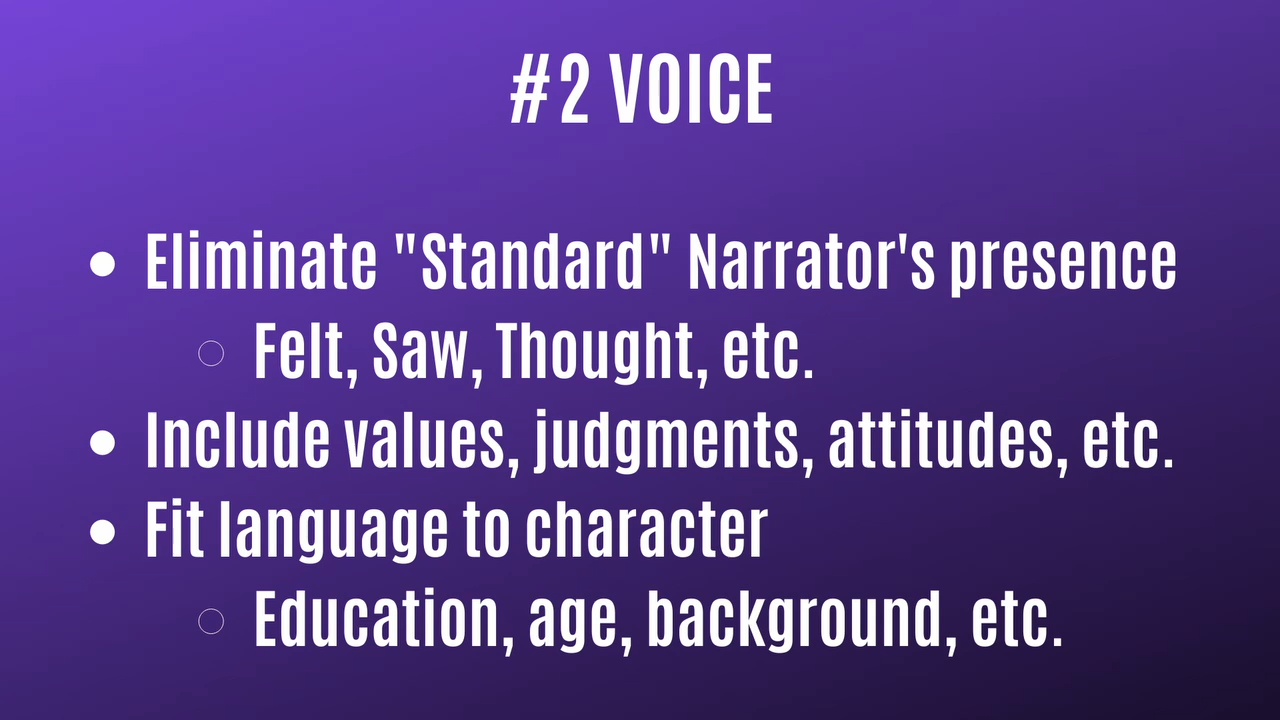 #2 VOICE
● Eliminate "Standard" Narrator's presence
○ Felt, Saw, Thought, etc.
● Include values, judgments, attitudes, etc.
● Fit language to character
○ Education, age, background, etc.